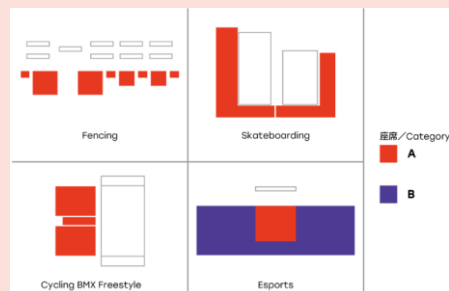 Fencing
Skateboarding
座席/Category
A
B
Cycling BMX Freestyle
Esports